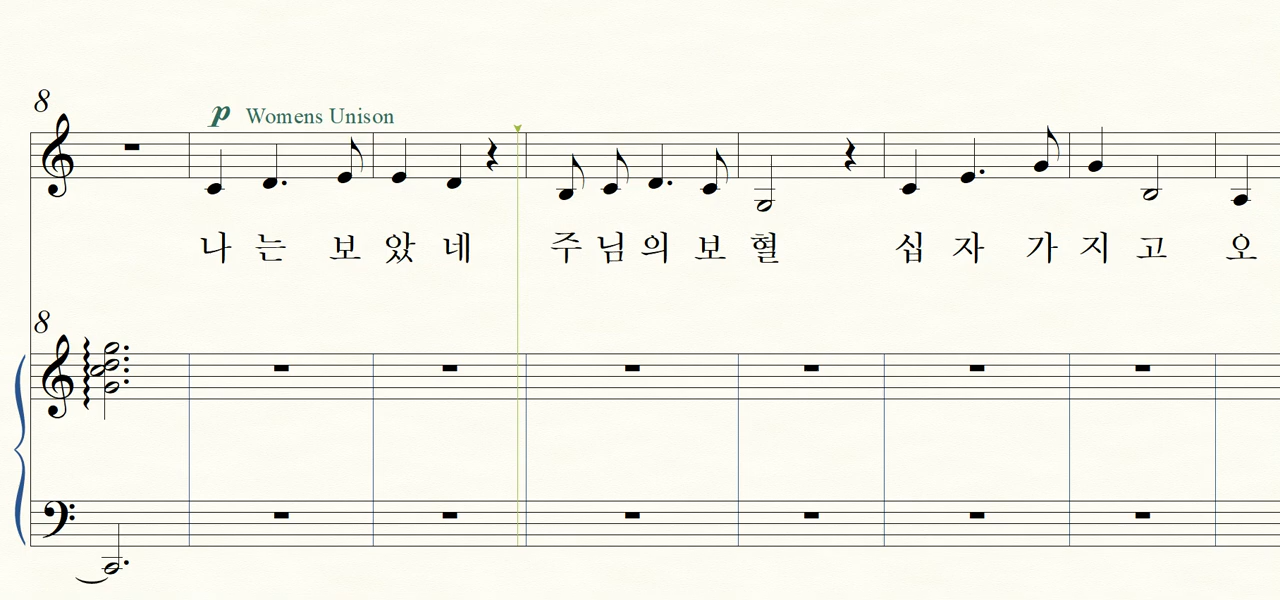 8
p Womens Unison
나 는 보 았 네 주 님 의 보 혈 십 자 가 지 고 오
8